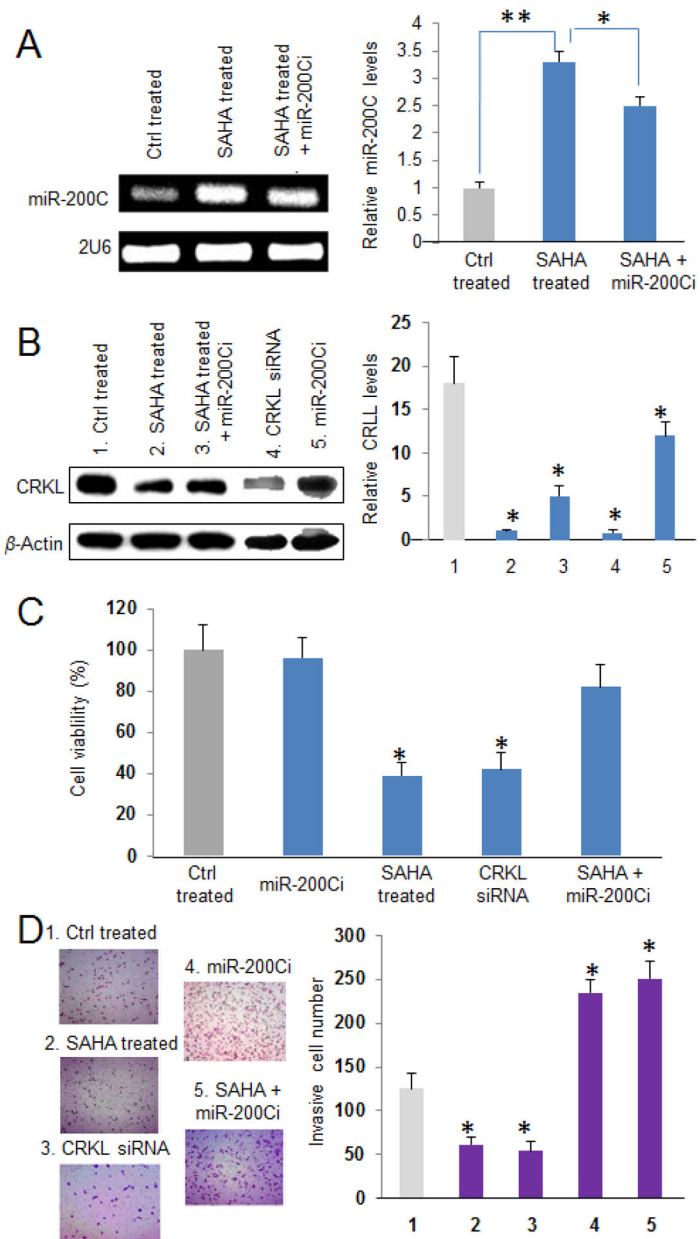 A
Ctrl treated
SAHA treated
SAHA treated
+ miR-200Ci
miR-200C
2U6
Relative miR-200C levels
4
3.5
3
2.5
2
1.5
1
0.5
0
**
*
Ctrl
treated
SAHA
treated
SAHA +
miR-200Ci
B
1. Ctrl treated
2. SAHA treated
3. SAHA treated
+ miR-200Ci
4. CRKL siRNA
5. miR-200Ci
CRKL
β-Actin
Relative CRLL levels
25
20
15
10
5
0
*
*
*
*
1 2 3 4 5
C
Cell viablility (%)
120
100
80
60
40
20
0
*
*
Ctrl
treated
miR-200Ci
SAHA
treated
CRKL
siRNA
SAHA +
miR-200Ci
D
1. Ctrl treated
2. SAHA treated
3. CRKL siRNA
4. miR-200Ci
5. SAHA +
miR-200Ci
Invasive cell number
300
250
200
150
100
50
0
*
*
*
*
1 2 3 4 5